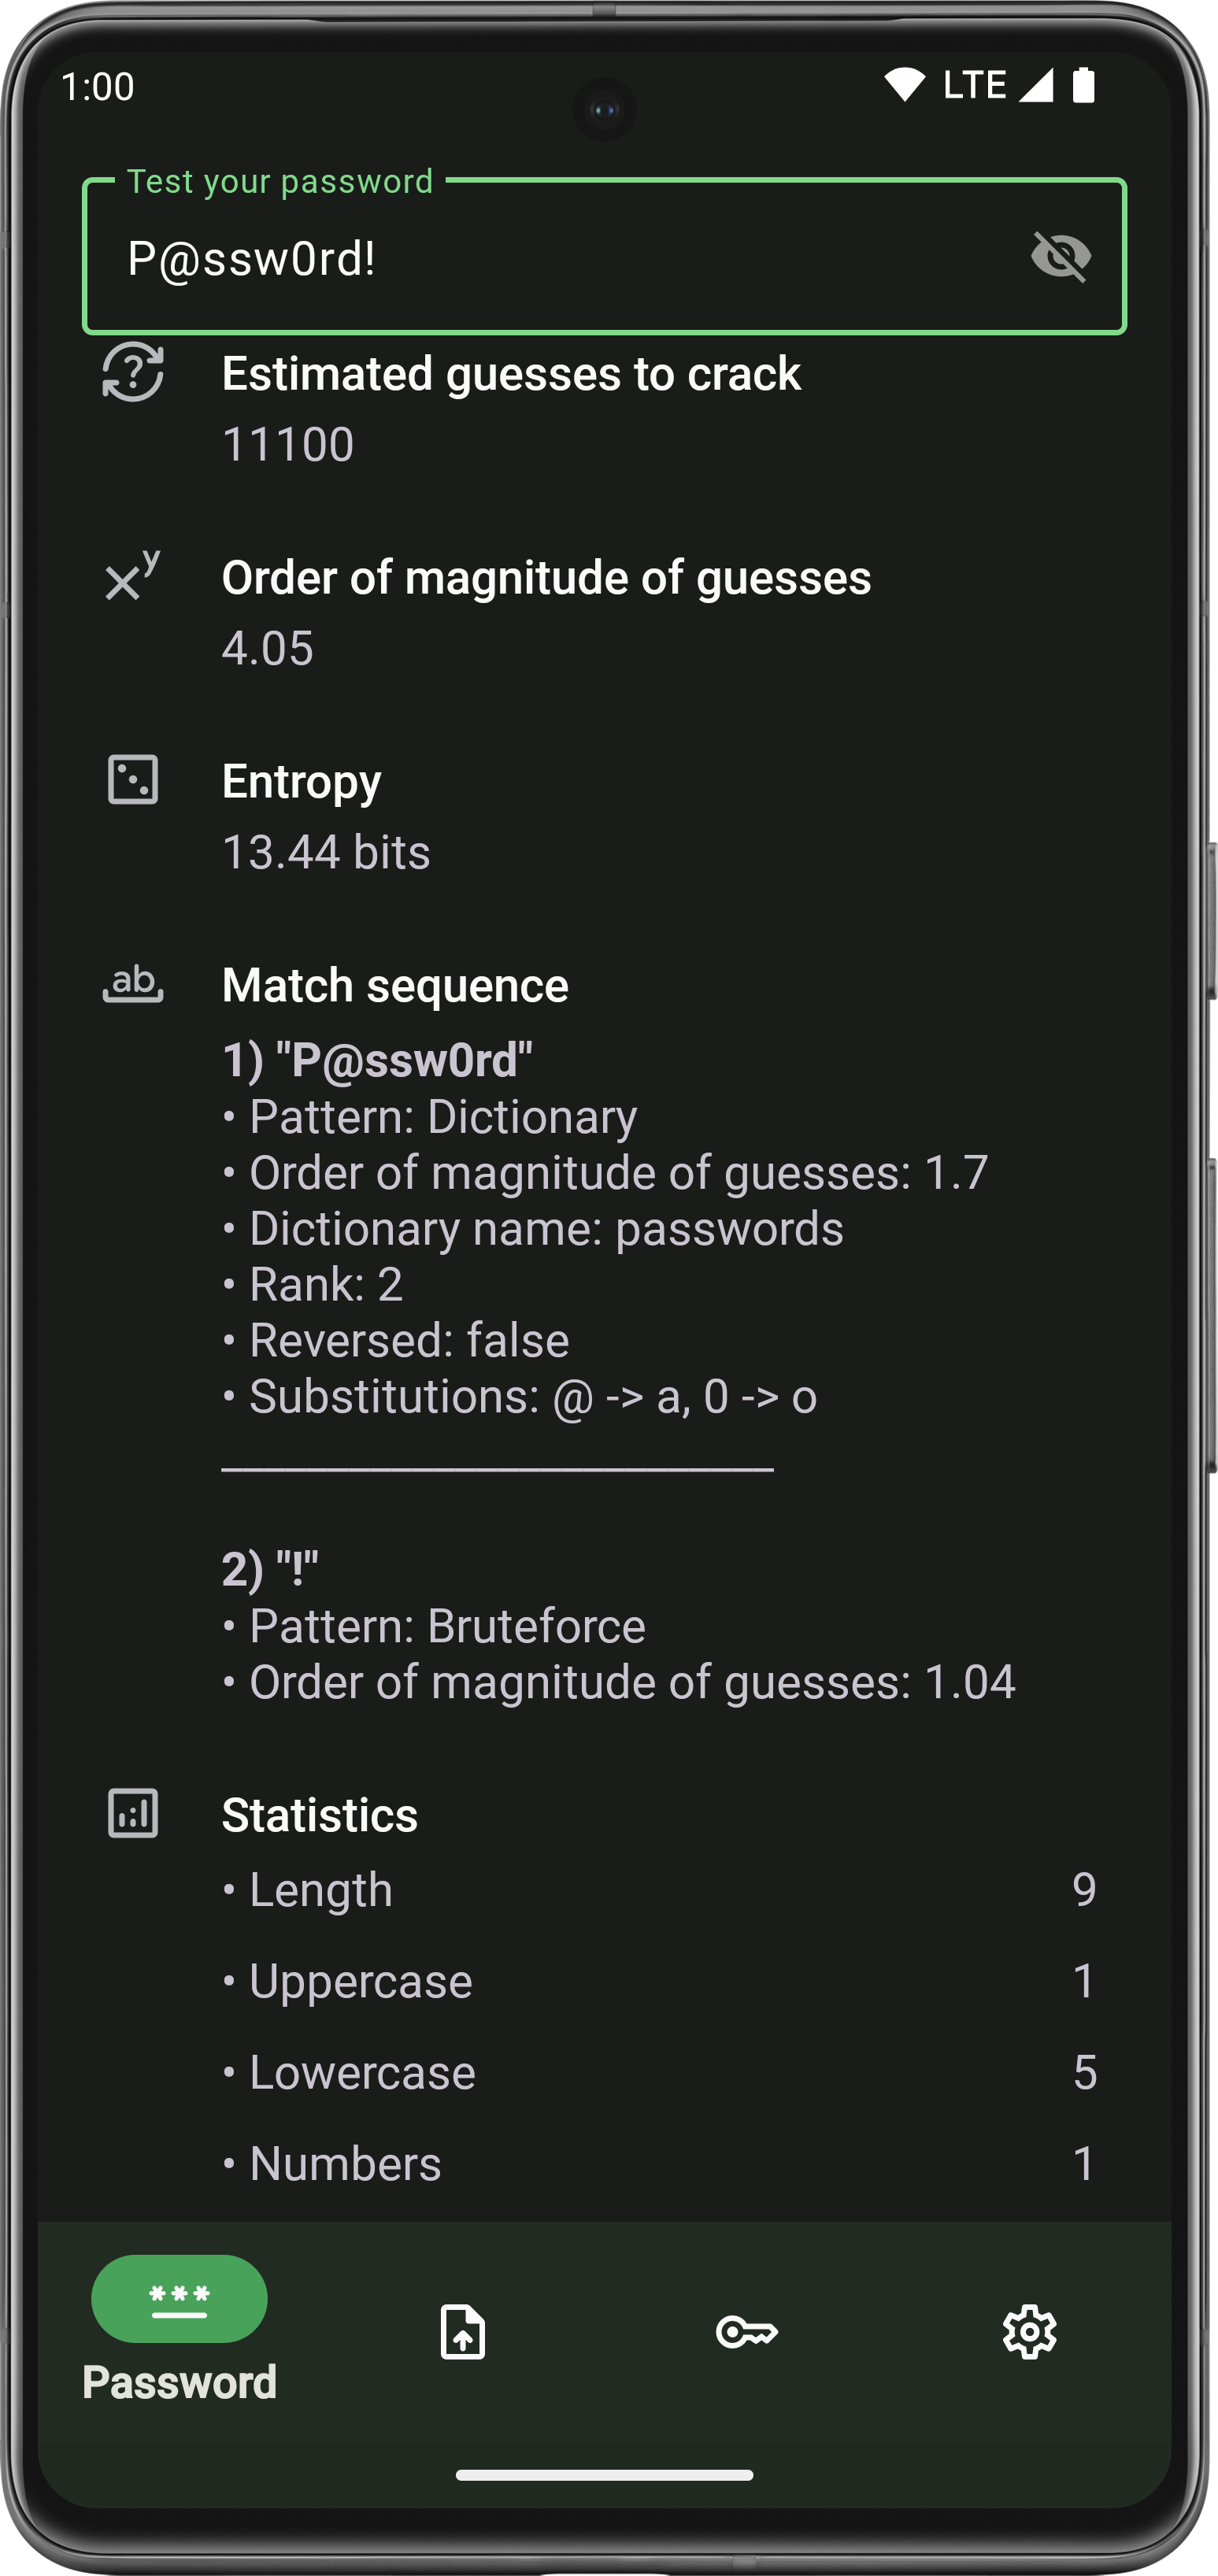 1:00
LTE
Test your password
P@ssw0rd!
Estimated guesses to crack
11100
Order of magnitude of guesses
4.05
Entropy
13.44 bits
Match sequence
1) "P@ssw0rd"
• Pattern: Dictionary
• Order of magnitude of guesses: 1.7
• Dictionary name: passwords
• Rank: 2
• Reversed: false
• Substitutions: @ -> a, 0 -> o
2) "!"
• Pattern: Bruteforce
• Order of magnitude of guesses: 1.04
Statistics
• Length 9
• Uppercase 1
• Lowercase 5
• Numbers 1
Password